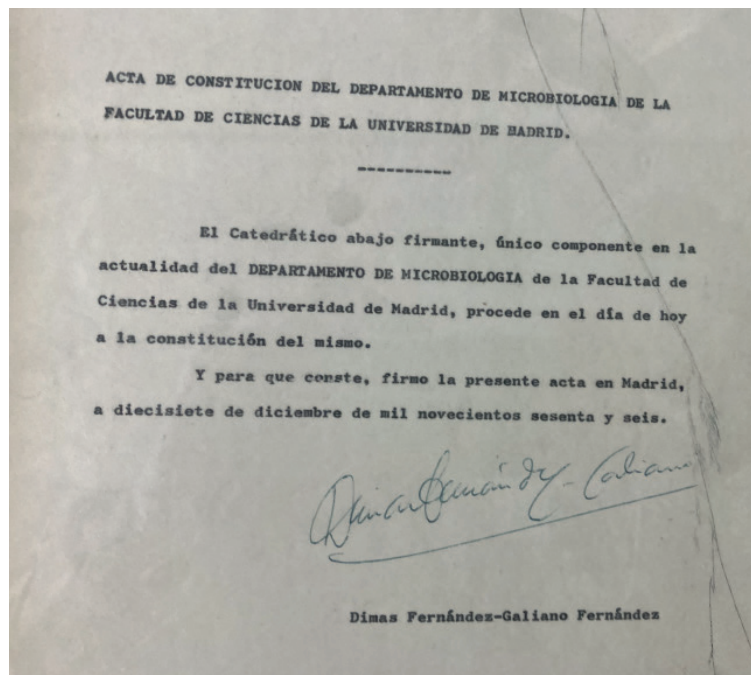 ACTA DE CONSTITUCION DEL DEPARTAMENTO DE MICROBIOLOGIA DE LA
FACULTAD DE CIENCIAS DE LA UNIVERSIDAD DE MADRID.
----------
El Catedrático abajo firmante, único componente en la
actualidad del DEPARTAMENTO DE MICROBIOLOGIA de la Facultad de
Ciencias de la Universidad de Madrid, procede en el día de hoy
a la constitución del mismo.
Y para que conste, firmo la presente acta en Madrid,
a diecisiete de diciembre de mil novecientos sesenta y seis.
Dimas Fernández-Galiano
Dimas Fernández-Galiano Fernández